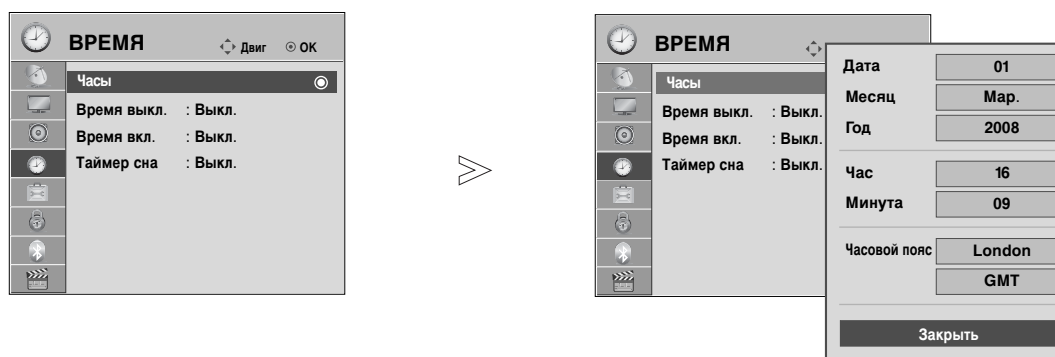 ВРЕМЯ
Двиг
ОК
Часы
Время выкл. : Выкл.
Время вкл. : Выкл.
Таймер сна : Выкл.
ВРЕМЯ
Часы
Время выкл. : Выкл.
Время вкл. : Выкл.
Таймер сна : Выкл.
Дата 01
Месяц Мар.
Год 2008
Час 16
Минута 09
Часовой пояс London
GMT
Закрыть